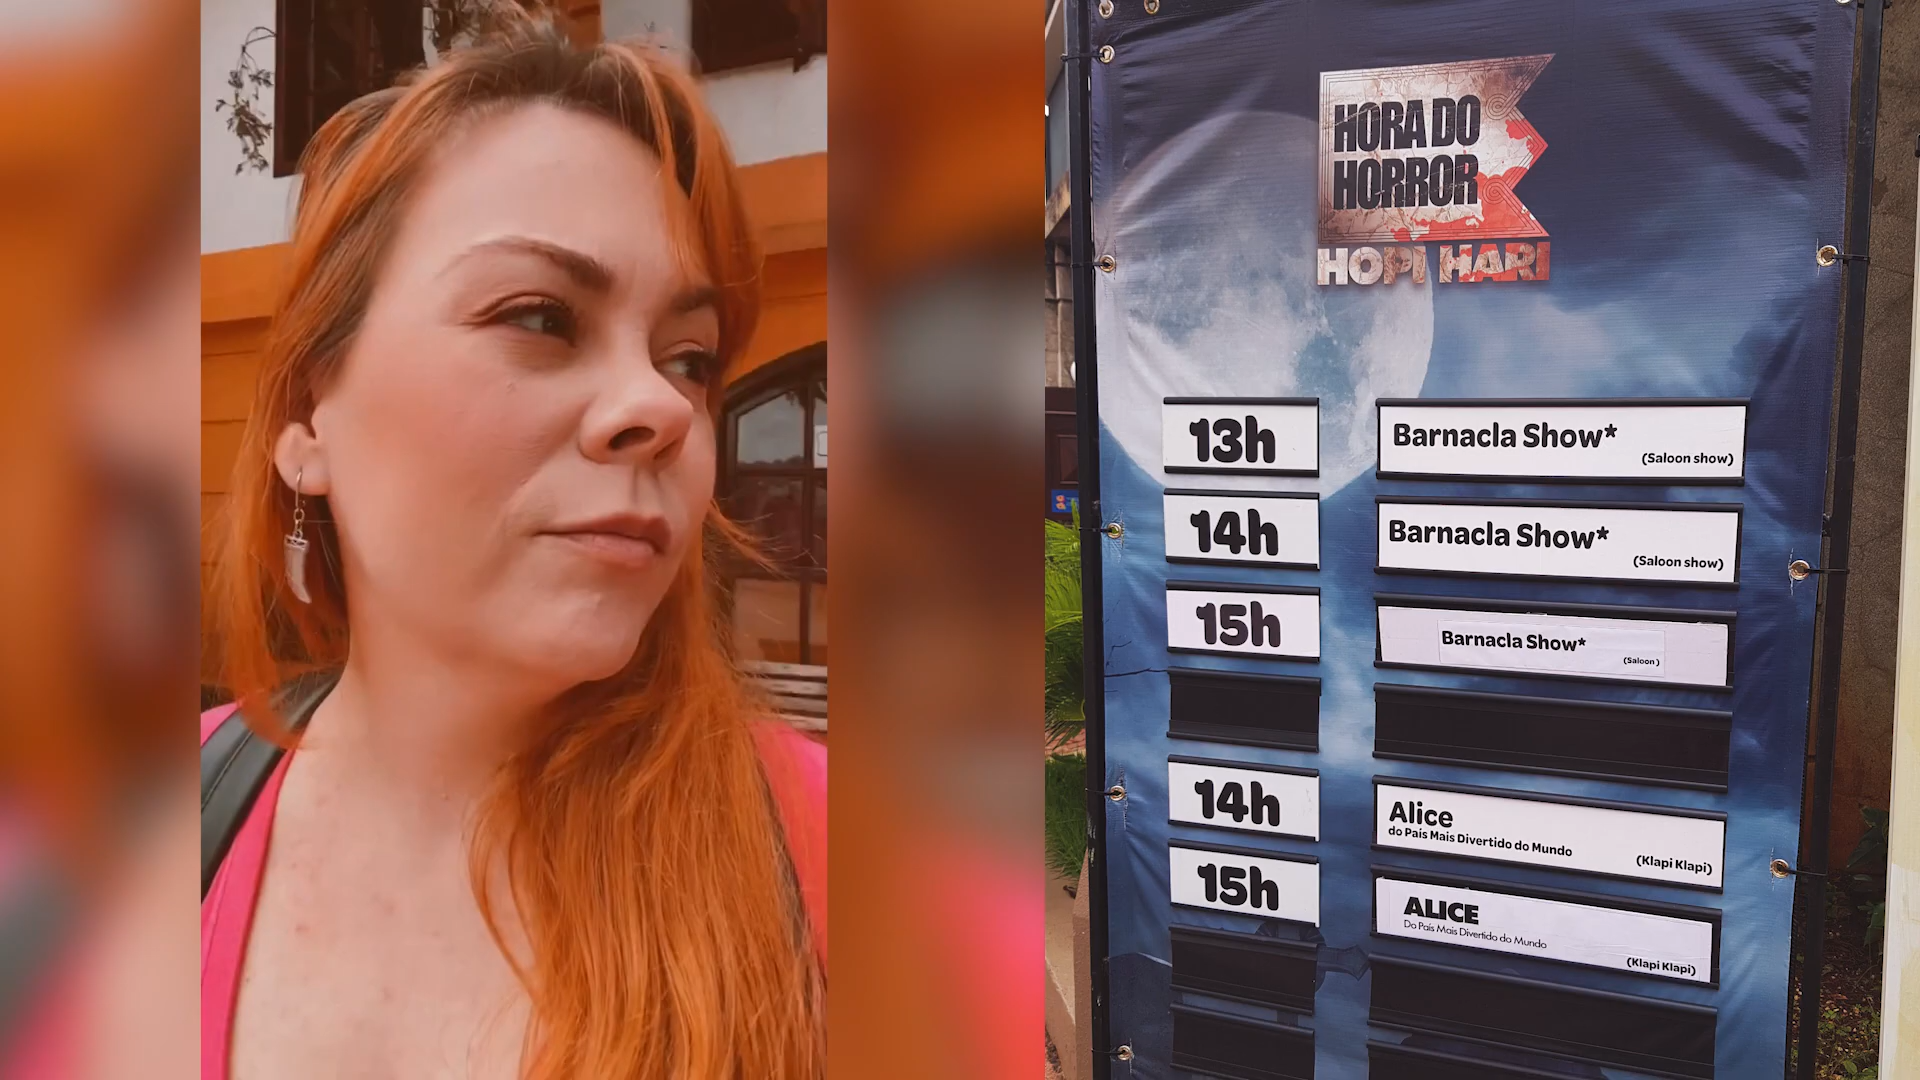 HORA DO
HORROR
HOPI HARI
13h
Barnacla Show*
(Saloon show)
14h
Barnacla Show*
(Saloon show)
15h
Barnacla Show*
(Saloon)
14h
Alice
do País Mais Divertido do Mundo
(Klapi Klapi)
15h
ALICE
Do País Mais Divertido do Mundo
(Klapi Klapi)